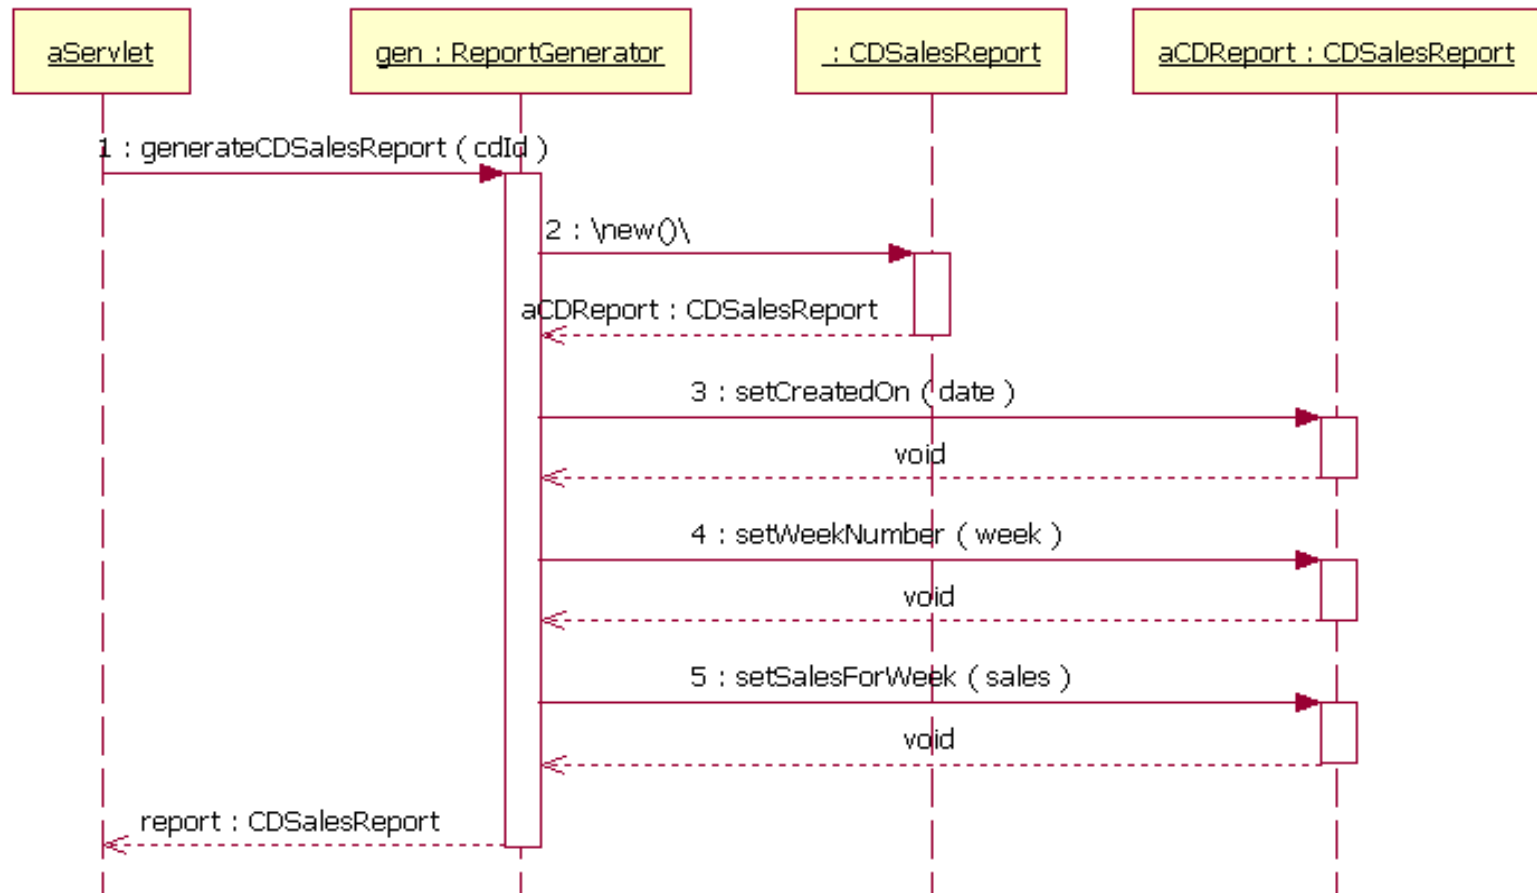 aServlet
gen : ReportGenerator
: CDSalesReport
aCDReport : CDSalesReport
1 : generateCDSalesReport ( cdId )
2 : \new()\
aCDReport : CDSalesReport
3 : setCreatedOn ( date )
void
4 : setWeekNumber ( week )
void
5 : setSalesForWeek ( sales )
void
report : CDSalesReport